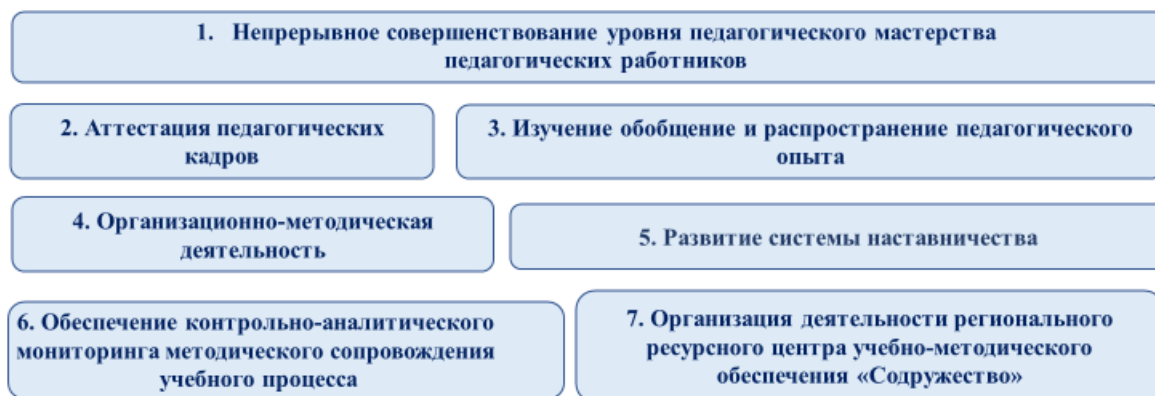 1. Непрерывное совершенствование уровня педагогического мастерства
педагогических работников
2. Аттестация педагогических
кадров
3. Изучение обобщение и распространение педагогического
опыта
4. Организационно-методическая
деятельность
5. Развитие системы наставничества
6. Обеспечение контрольно-аналитического
мониторинга методического сопровождения
учебного процесса
7. Организация деятельности регионального
ресурсного центра учебно-методического
обеспечения «Содружество»